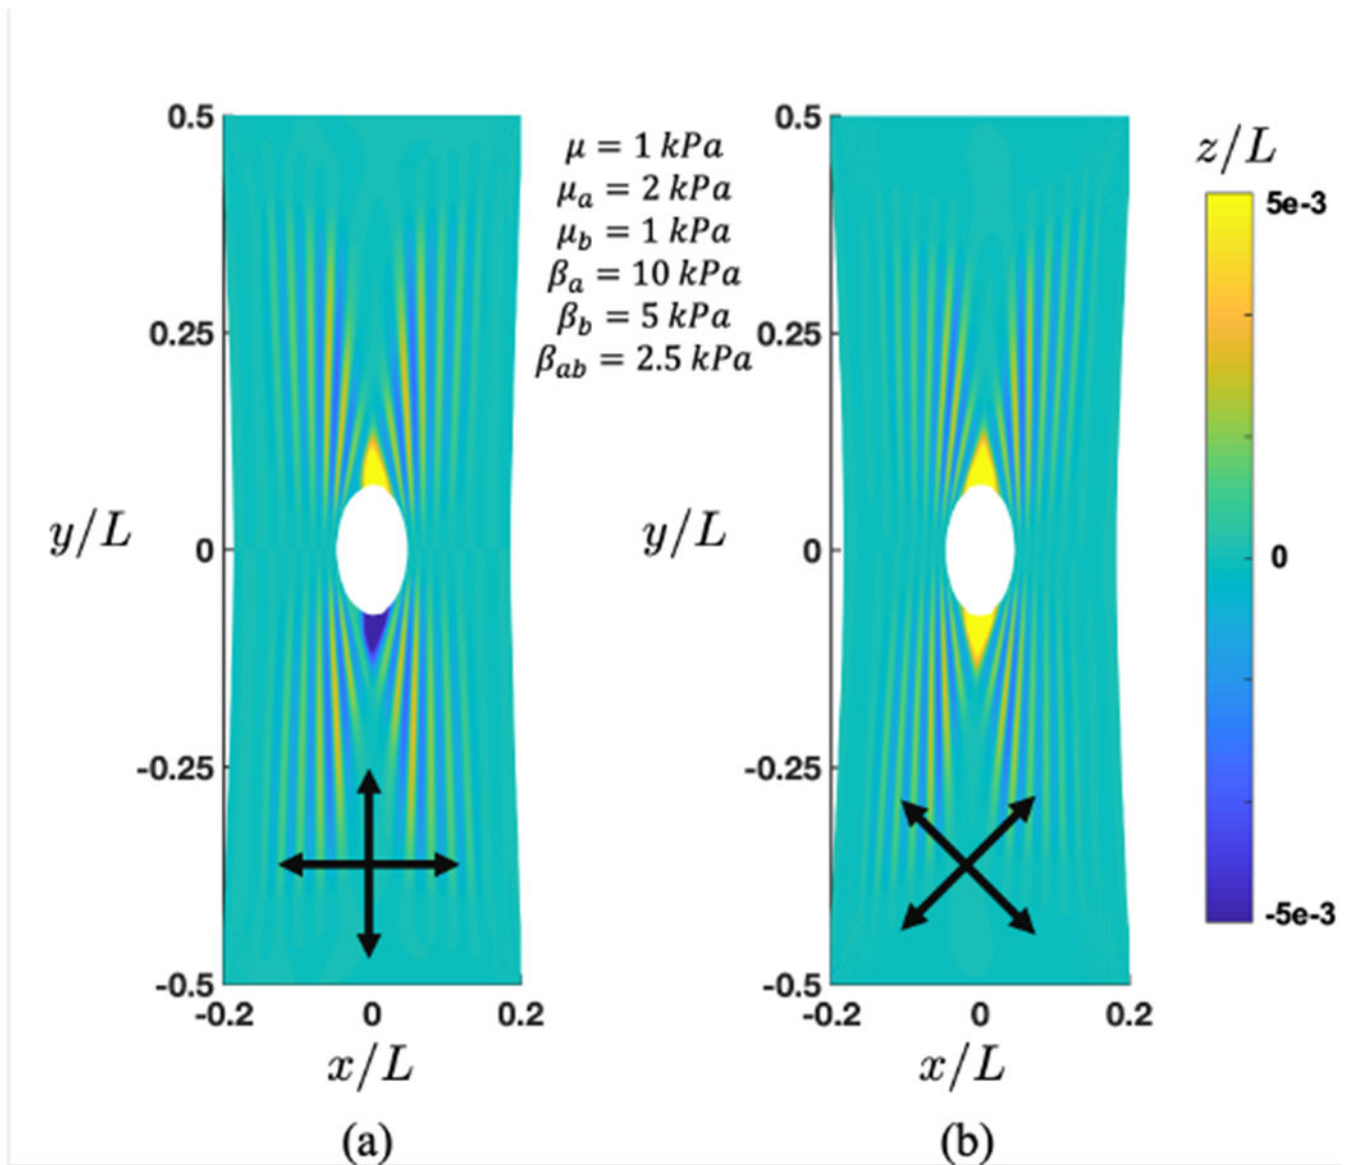 0.5
0.25
0
-0.25
-0.5
y/L
-0.2 0 0.2
x/L
(a)
μ = 1 kPa
μₐ = 2 kPa
μ_b = 1 kPa
βₐ = 10 kPa
β_b = 5 kPa
β_ab = 2.5 kPa
0.5
0.25
0
-0.25
-0.5
y/L
-0.2 0 0.2
x/L
(b)
z/L
5e-3
0
-5e-3